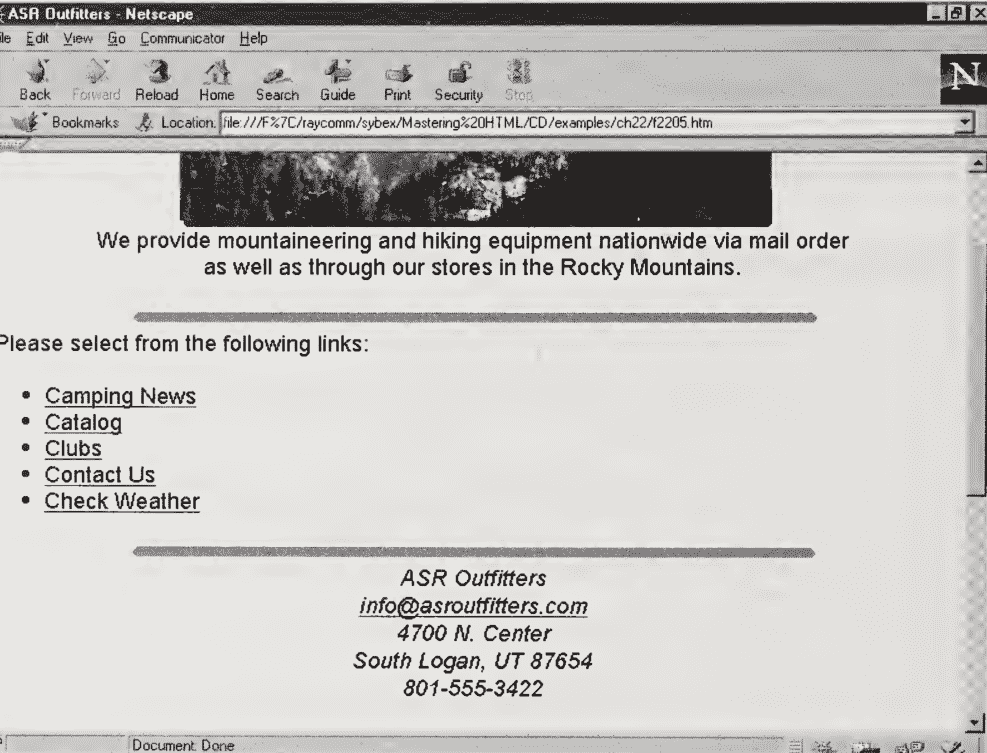 ASR Outfitters - Netscape
ile Edit View Go Communicator Help
Back Forward Reload Home Search Guide Print Security Stop
N
Bookmarks Location: file:///F%7C/raycomm/sybex/Mastering%20HTML/CD/examples/ch22/f2205.htm
We provide mountaineering and hiking equipment nationwide via mail order
as well as through our stores in the Rocky Mountains.
Please select from the following links:
• Camping News
• Catalog
• Clubs
• Contact Us
• Check Weather
ASR Outfitters
info@asroutfitters.com
4700 N. Center
South Logan, UT 87654
801-555-3422
Document: Done